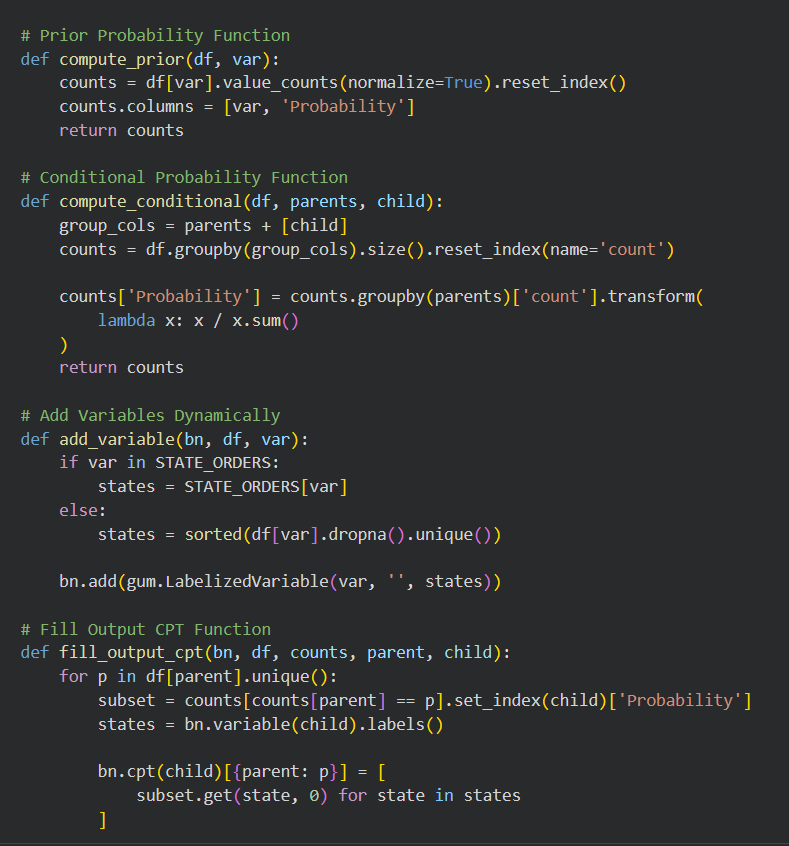 # Prior Probability Function
def compute_prior(df, var):
    counts = df[var].value_counts(normalize=True).reset_index()
    counts.columns = [var, 'Probability']
    return counts

# Conditional Probability Function
def compute_conditional(df, parents, child):
    group_cols = parents + [child]
    counts = df.groupby(group_cols).size().reset_index(name='count')

    counts['Probability'] = counts.groupby(parents)['count'].transform(
        lambda x: x / x.sum()
    )
    return counts

# Add Variables Dynamically
def add_variable(bn, df, var):
    if var in STATE_ORDERS:
        states = STATE_ORDERS[var]
    else:
        states = sorted(df[var].dropna().unique())

    bn.add(gum.LabelizedVariable(var, '', states))

# Fill Output CPT Function
def fill_output_cpt(bn, df, counts, parent, child):
    for p in df[parent].unique():
        subset = counts[counts[parent] == p].set_index(child)['Probability']
        states = bn.variable(child).labels()

        bn.cpt(child)[{parent: p}] = [
            subset.get(state, 0) for state in states
        ]